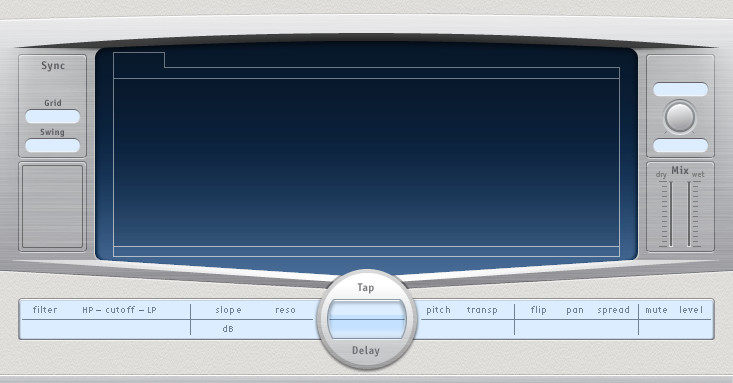 Sync
Grid
Swing
Mix
dry wet
Tap
filter HP – cutoff – LP slope reso pitch transp flip pan spread mute level
dB
Delay